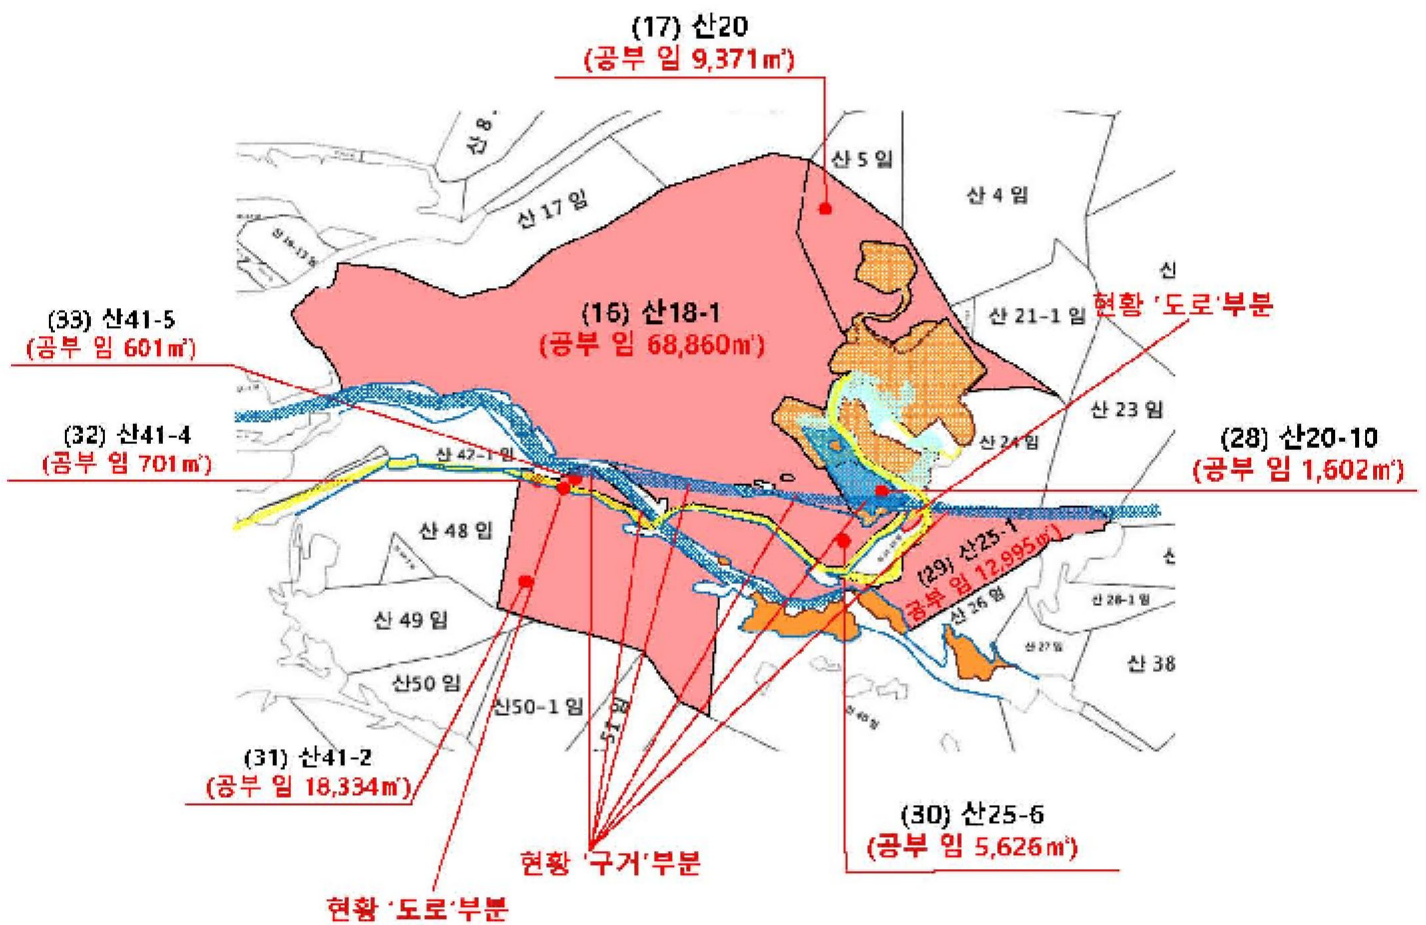 (17) 산20
(공부 임 9,371㎡)
산 8
산 5 임
산 4 임
산 17 임
(33) 산41-5
(공부 임 601㎡)
(16) 산18-1
(공부 임 68,860㎡)
현황 '도로'부분
산 21-1 임
(32) 산41-4
(공부 임 701㎡)
산 42-1 임
산 23 임
산 24 임
(28) 산20-10
(공부 임 1,602㎡)
산 48 임
(29) 산25-1
공부 임 12,995㎡)
산 26 임
산 28-1 임
산 27 임
산 49 임
산50 임
산 38
산50-1 임
(31) 산41-2
(공부 임 18,334㎡)
(30) 산25-6
(공부 임 5,626㎡)
현황 '구거'부분
현황 '도로'부분